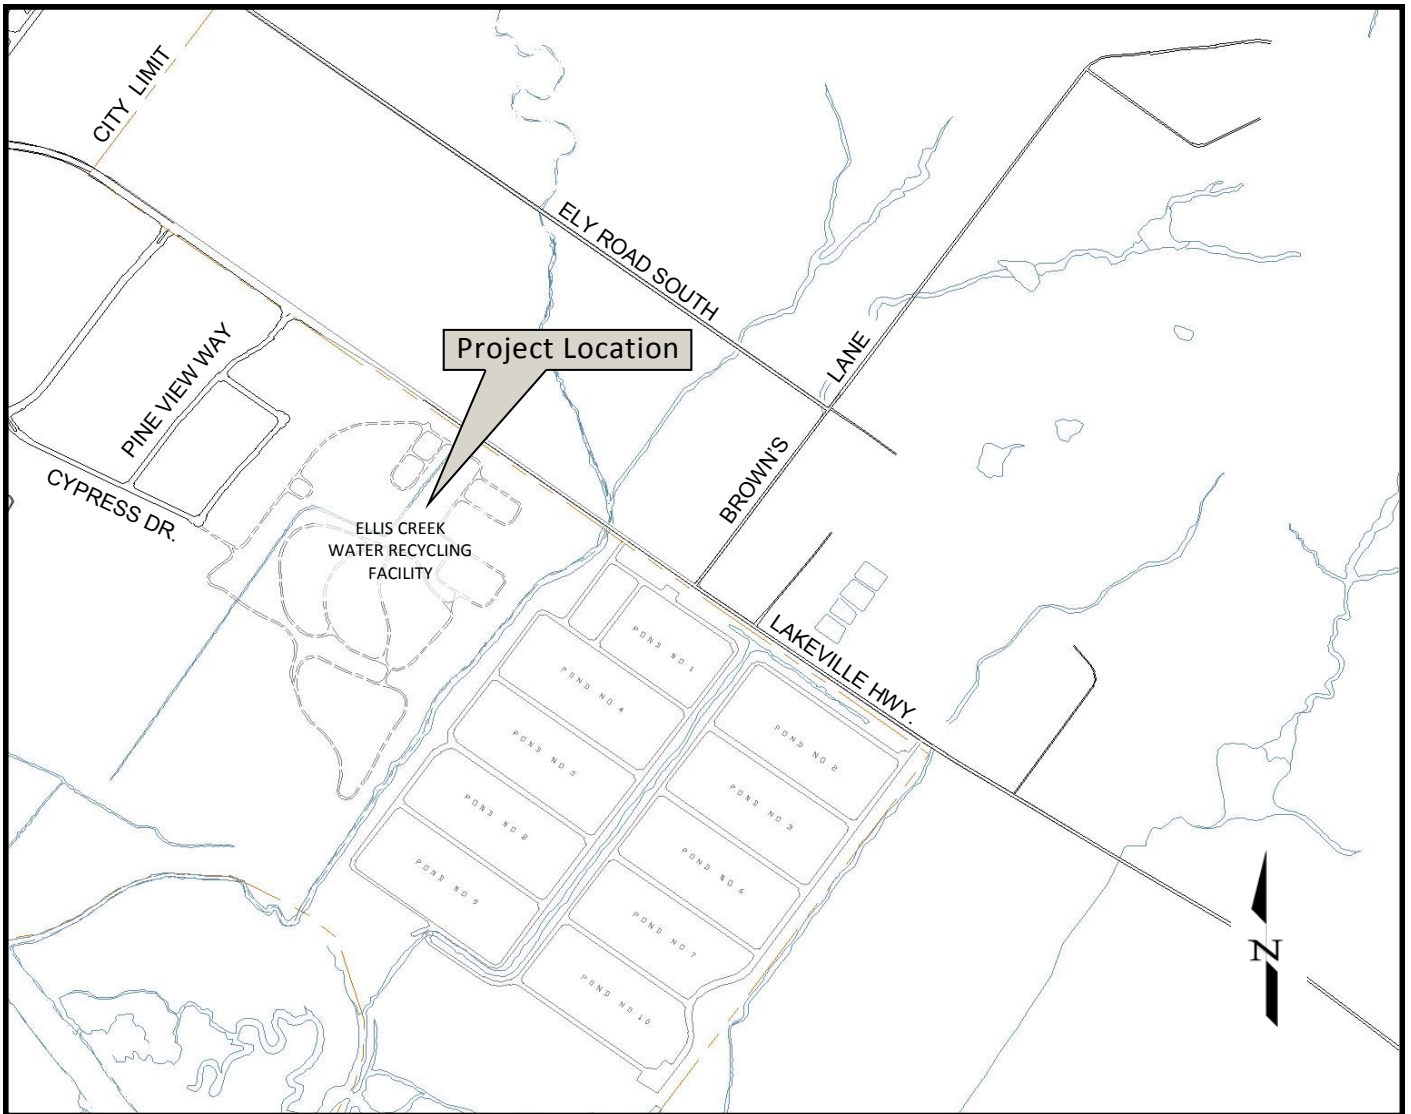 CITY LIMIT
ELY ROAD SOUTH
Project Location
LANE
PINE VIEW WAY
BROWN'S
CYPRESS DR.
ELLIS CREEK
WATER RECYCLING
FACILITY
LAKEVILLE HWY.
POND NO 1
POND NO 4
POND NO 2
POND NO 5
POND NO 3
POND NO 8
POND NO 6
POND NO 9
POND NO 7
POND NO 10
N